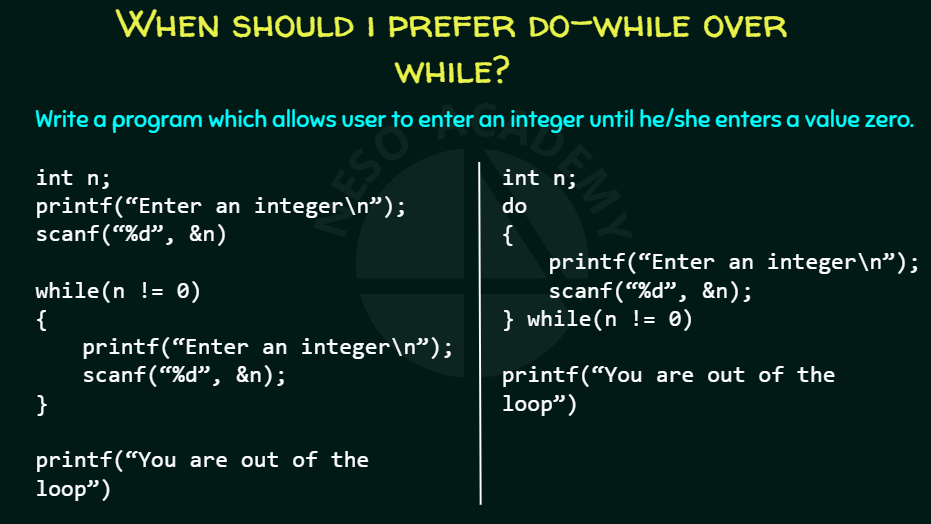 When should i prefer do-while over
while?
Write a program which allows user to enter an integer until he/she enters a value zero.
int n;
printf(“Enter an integer\n”);
scanf(“%d”, &n)
while(n != 0)
{
printf(“Enter an integer\n”);
scanf(“%d”, &n);
}
printf(“You are out of the
loop”)
int n;
do
{
printf(“Enter an integer\n”);
scanf(“%d”, &n);
} while(n != 0)
printf(“You are out of the
loop”)
NESO ACADEMY